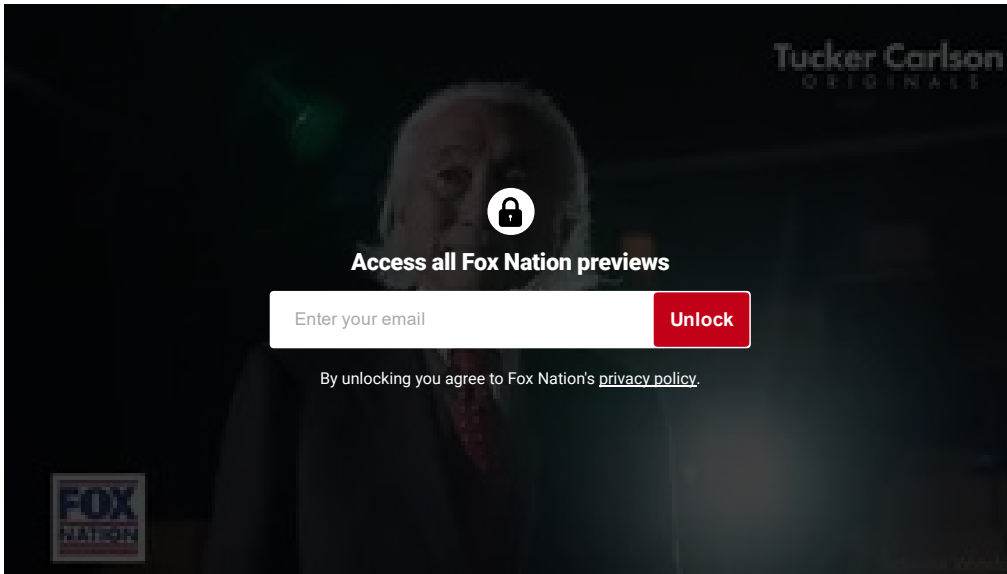 Tucker Carlson
ORIGINALS
Access all Fox Nation previews
Enter your email
Unlock
By unlocking you agree to Fox Nation's privacy policy.
FOX
NATION